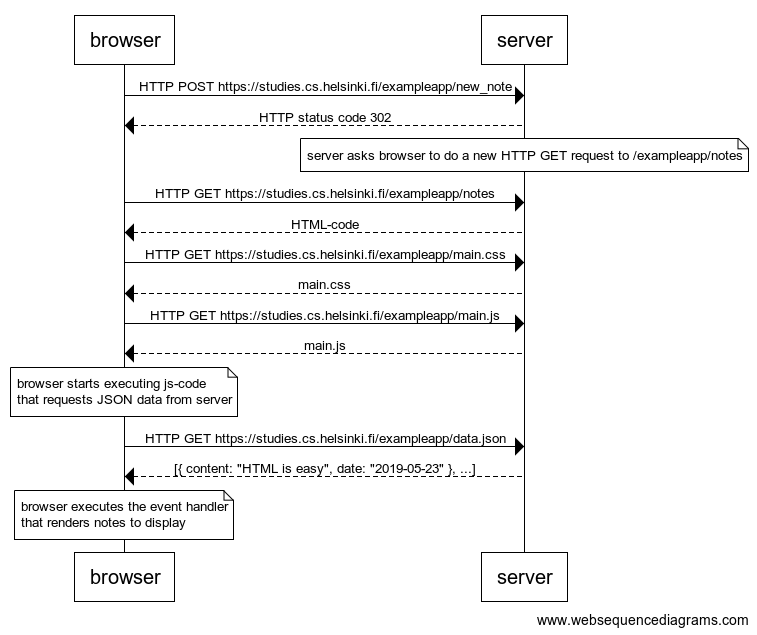 browser
server
HTTP POST https://studies.cs.helsinki.fi/exampleapp/new_note
HTTP status code 302
server asks browser to do a new HTTP GET request to /exampleapp/notes
HTTP GET https://studies.cs.helsinki.fi/exampleapp/notes
HTML-code
HTTP GET https://studies.cs.helsinki.fi/exampleapp/main.css
main.css
HTTP GET https://studies.cs.helsinki.fi/exampleapp/main.js
main.js
browser starts executing js-code
that requests JSON data from server
HTTP GET https://studies.cs.helsinki.fi/exampleapp/data.json
[{ content: "HTML is easy", date: "2019-05-23" }, ...]
browser executes the event handler
that renders notes to display
browser
server
www.websequencediagrams.com